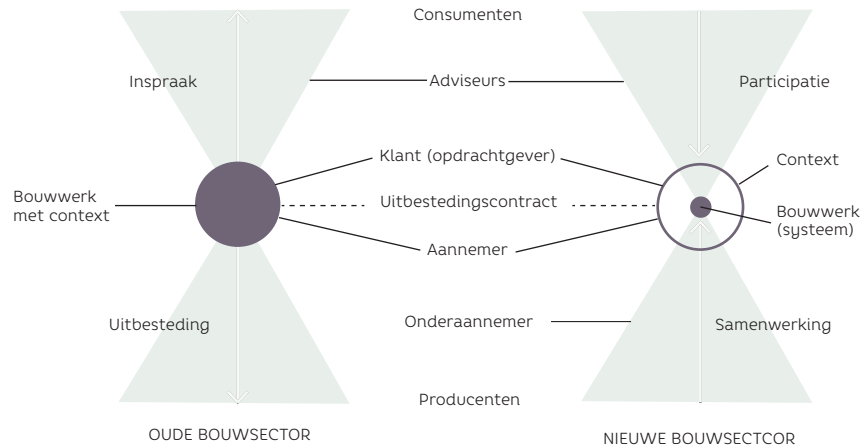 Consumenten
Inspraak
Adviseurs
Participatie
Klant (opdrachtgever)
Context
Bouwwerk
met context
Uitbestedingscontract
Bouwwerk
(systeem)
Aannemer
Uitbesteding
Onderaannemer
Samenwerking
Producenten
OUDE BOUWSECTOR
NIEUWE BOUWSECTCOR